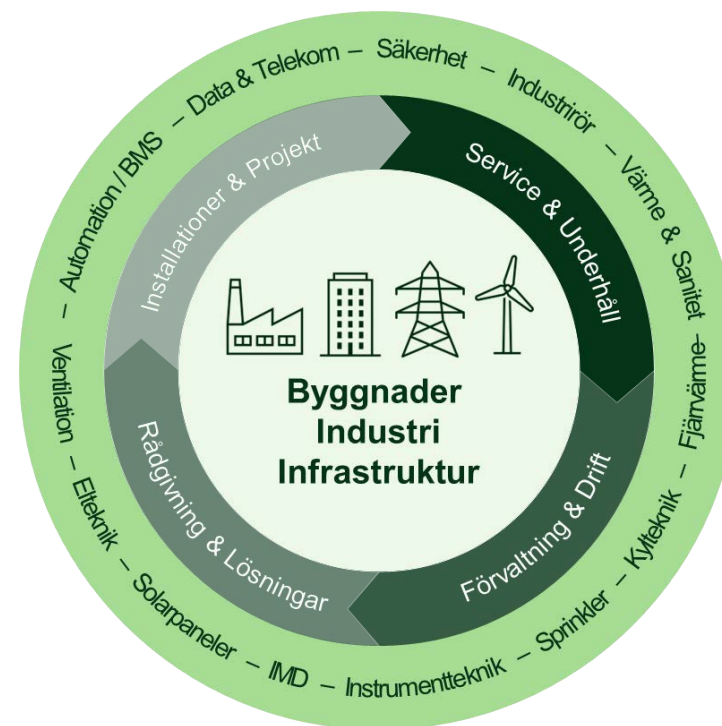 Automation / BMS – Data & Telekom – Säkerhet – Industrirör – Värme & Sanitet – Fjärrvärme – Kylteknik – Sprinkler – Instrumentteknik – IMD – Solarpaneler – Elteknik – Ventilation –
Installationer & Projekt
Service & Underhåll
Förvaltning & Drift
Rådgivning & Lösningar
Byggnader
Industri
Infrastruktur